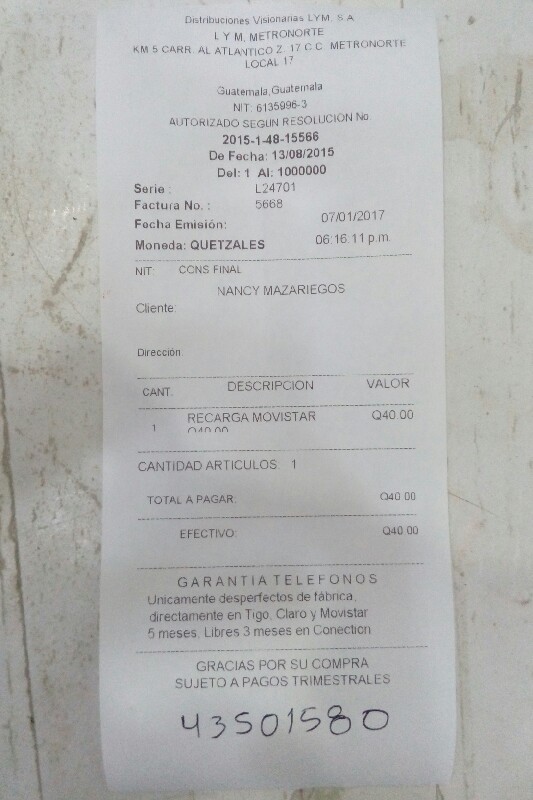 Distribuciones Visionarias LYM, S.A
L Y M, METRONORTE
KM 5 CARR. AL ATLANTICO Z. 17 C.C. METRONORTE
LOCAL 17
Guatemala,Guatemala
NIT: 6135996-3
AUTORIZADO SEGUN RESOLUCION No.
2015-1-48-15566
De Fecha: 13/08/2015
Del: 1 Al: 1000000
Serie : L24701
Factura No. : 5668
Fecha Emisión: 07/01/2017
Moneda: QUETZALES 06:16:11 p.m.
NIT: CONS FINAL
NANCY MAZARIEGOS
Cliente:
Dirección:
CANT. DESCRIPCION VALOR
1 RECARGA MOVISTAR Q40.00
Q40.00
CANTIDAD ARTICULOS: 1
TOTAL A PAGAR: Q40.00
EFECTIVO: Q40.00
GARANTIA TELEFONOS
Unicamente desperfectos de fábrica,
directamente en Tigo, Claro y Movistar
5 meses, Libres 3 meses en Conection
GRACIAS POR SU COMPRA
SUJETO A PAGOS TRIMESTRALES
43501580